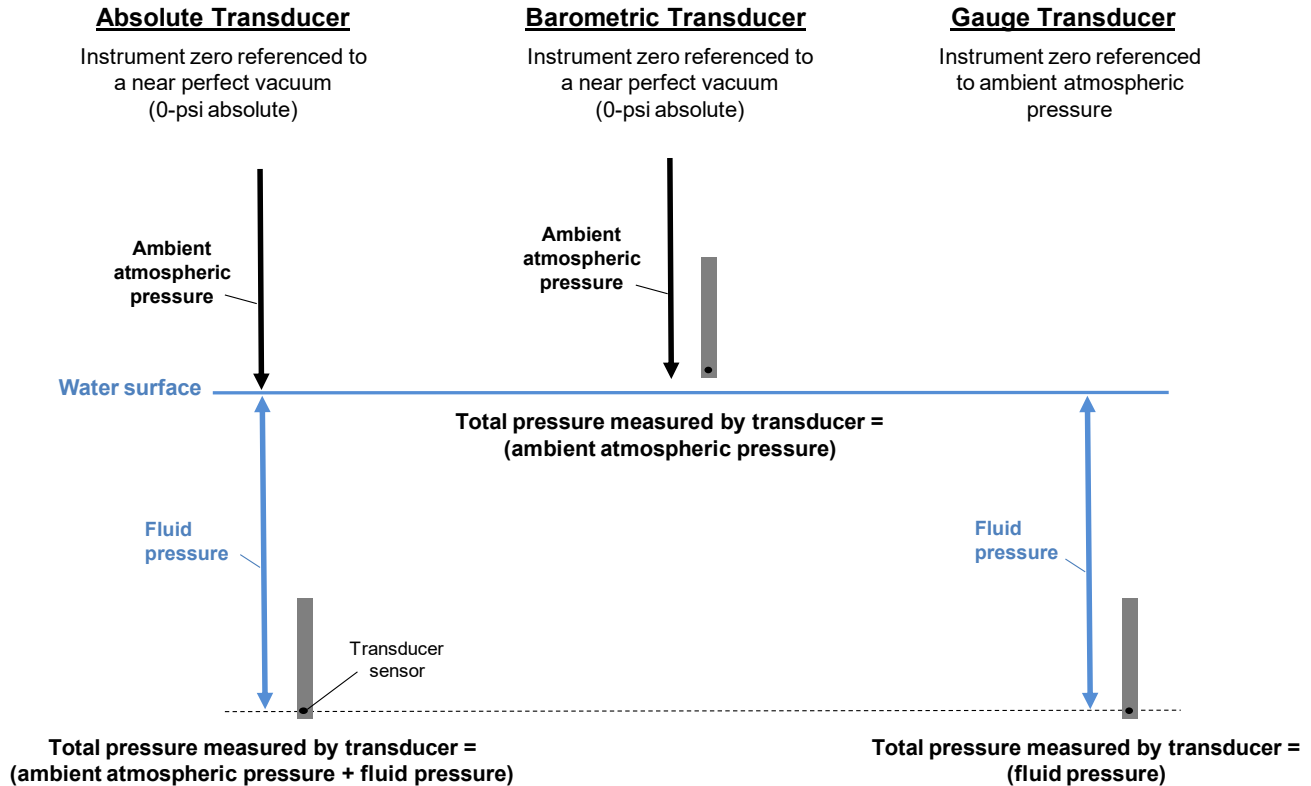 Absolute Transducer
Instrument zero referenced to
a near perfect vacuum
(0-psi absolute)
Barometric Transducer
Instrument zero referenced to
a near perfect vacuum
(0-psi absolute)
Gauge Transducer
Instrument zero referenced
to ambient atmospheric
pressure
Ambient
atmospheric
pressure
Ambient
atmospheric
pressure
Water surface
Total pressure measured by transducer =
(ambient atmospheric pressure)
Fluid
pressure
Fluid
pressure
Transducer
sensor
Total pressure measured by transducer =
(ambient atmospheric pressure + fluid pressure)
Total pressure measured by transducer =
(fluid pressure)